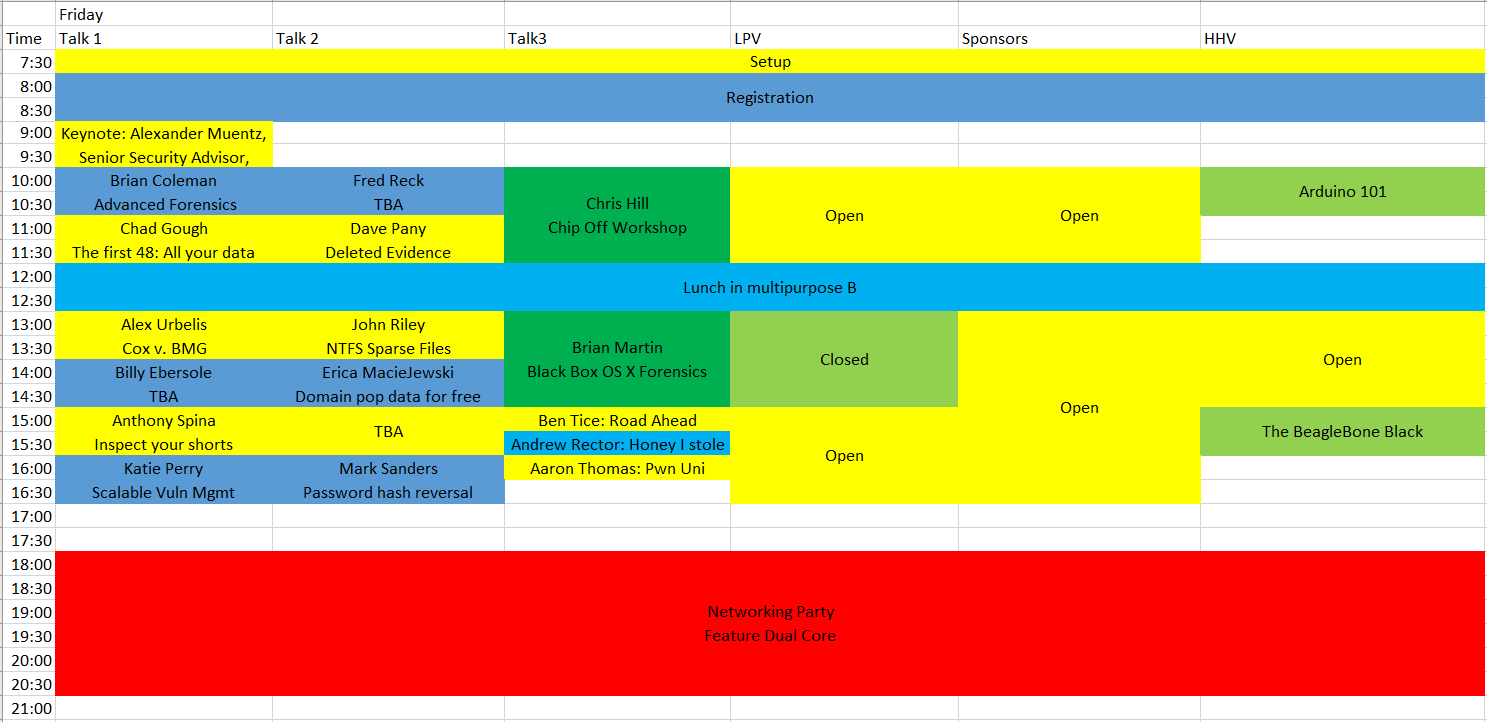 Friday
Time Talk 1 Talk 2 Talk3 LPV Sponsors HHV
7:30 Setup
8:00
Registration
8:30
9:00 Keynote: Alexander Muentz,
9:30 Senior Security Advisor,
10:00 Brian Coleman Fred Reck
Arduino 101
10:30 Advanced Forensics TBA Chris Hill
Open Open
11:00 Chad Gough Dave Pany Chip Off Workshop
11:30 The first 48: All your data Deleted Evidence
12:00
Lunch in multipurpose B
12:30
13:00 Alex Urbelis John Riley
13:30 Cox v. BMG NTFS Sparse Files Brian Martin
Closed Open
14:00 Billy Ebersole Erica MacieJewski Black Box OS X Forensics
14:30 TBA Domain pop data for free
Open
15:00 Anthony Spina Ben Tice: Road Ahead
TBA The BeagleBone Black
15:30 Inspect your shorts Andrew Rector: Honey I stole
Open
16:00 Katie Perry Mark Sanders Aaron Thomas: Pwn Uni
16:30 Scalable Vuln Mgmt Password hash reversal
17:00
17:30
18:00
18:30
19:00 Networking Party
19:30 Feature Dual Core
20:00
20:30
21:00